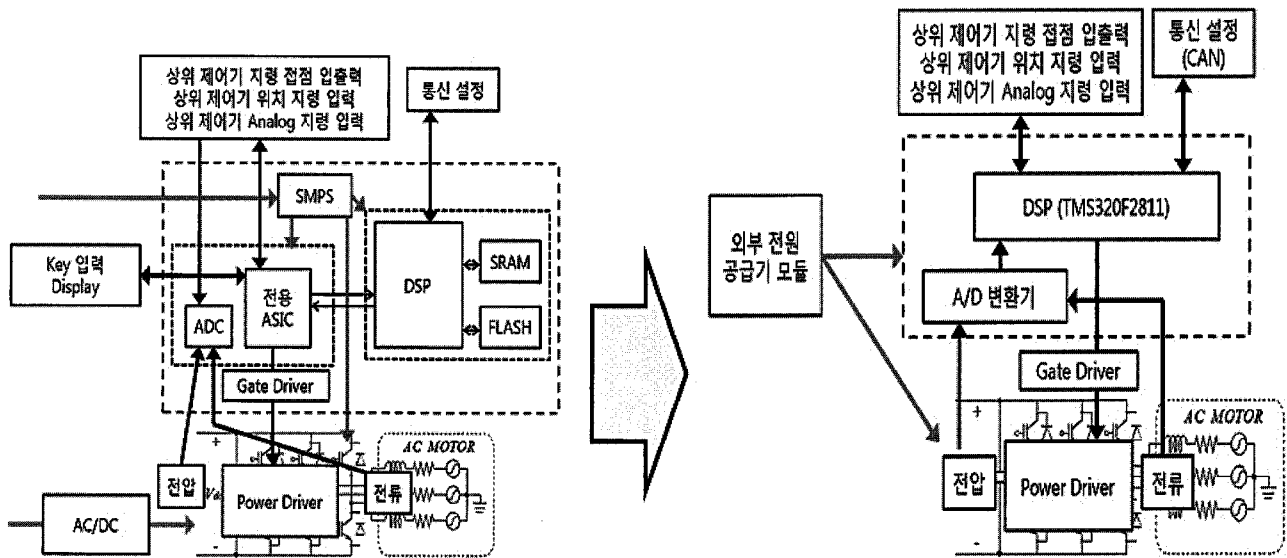 상위 제어기 지령 접점 입출력
상위 제어기 위치 지령 입력
상위 제어기 Analog 지령 입력
통신 설정
SMPS
Key 입력
Display
ADC
전용
ASIC
DSP
SRAM
FLASH
Gate Driver
+
AC MOTOR
전압
Power Driver
전류
AC/DC
-
상위 제어기 지령 접점 입출력
상위 제어기 위치 지령 입력
상위 제어기 Analog 지령 입력
통신 설정
(CAN)
DSP (TMS320F2811)
외부 전원
공급기 모듈
A/D 변환기
Gate Driver
+
AC MOTOR
전압
Power Driver
전류
-